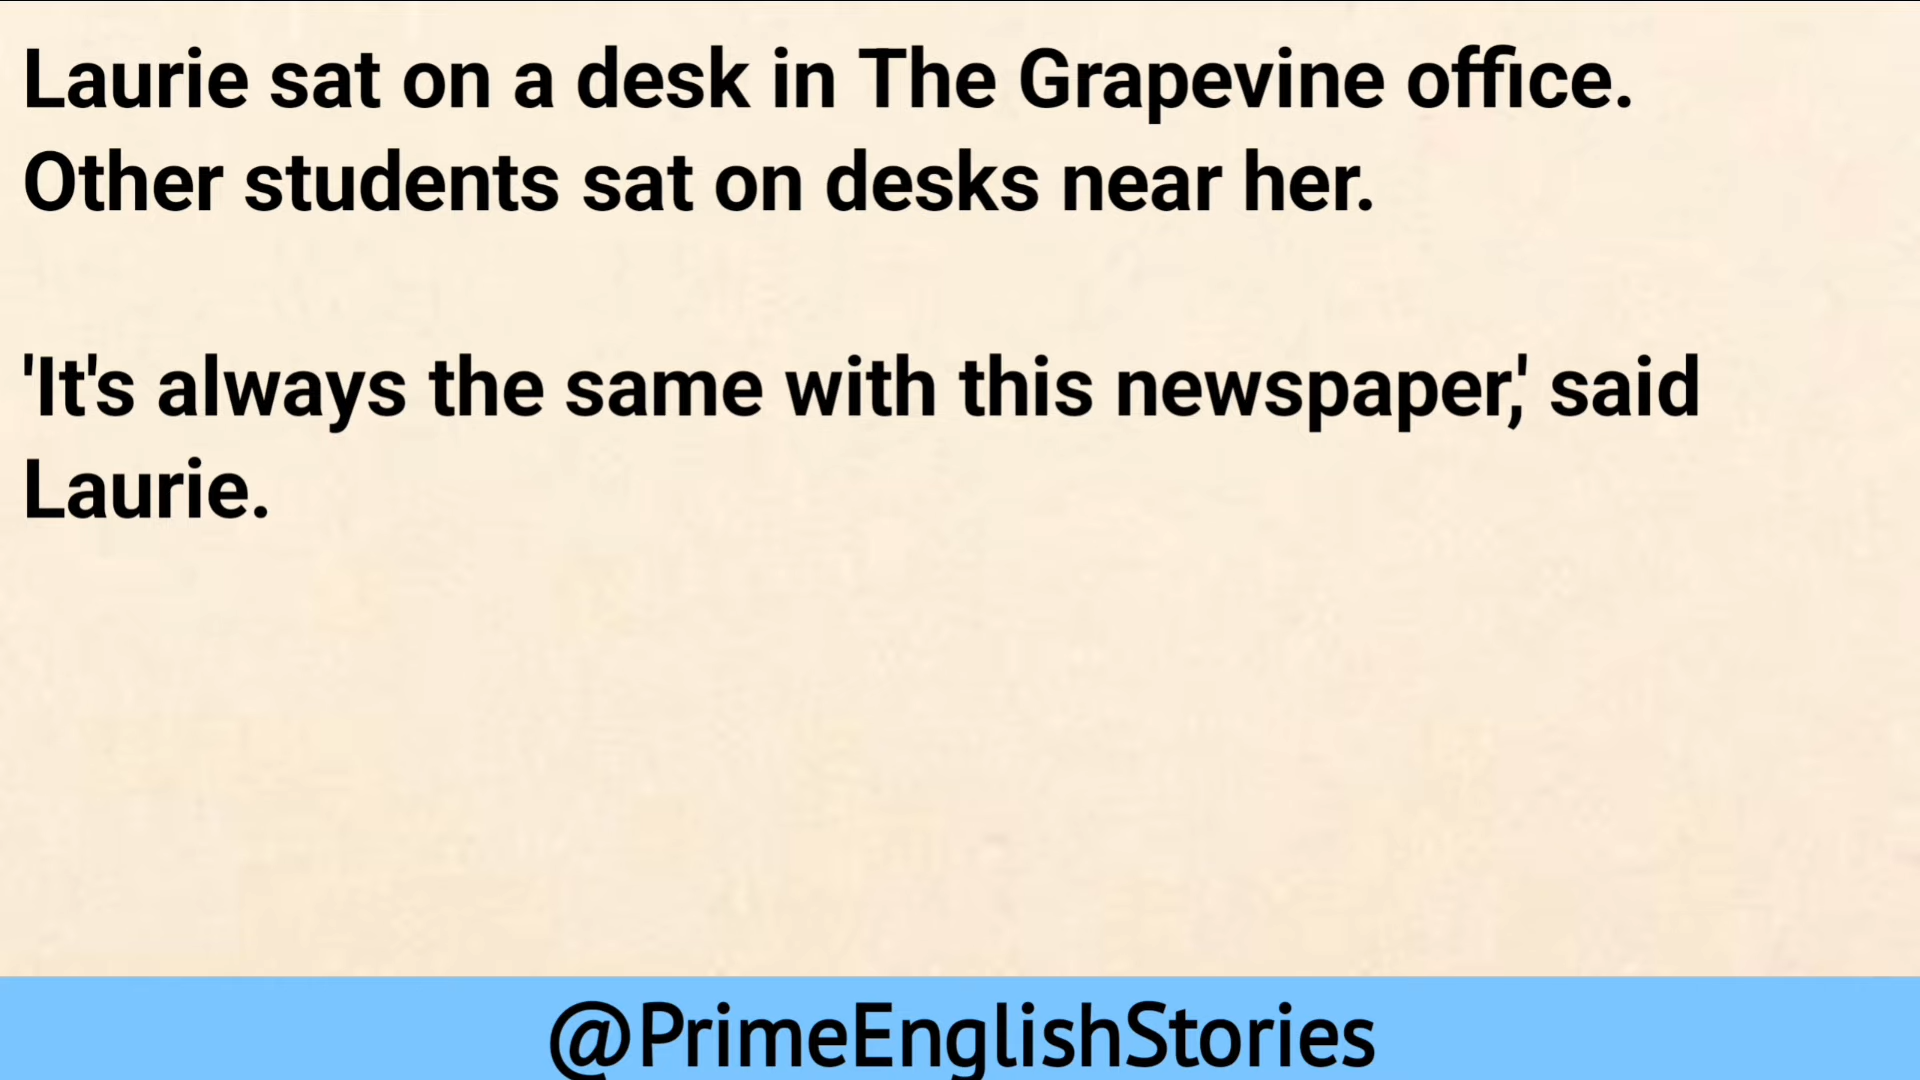 Laurie sat on a desk in The Grapevine office.
Other students sat on desks near her.
'It's always the same with this newspaper,' said
Laurie.
@PrimeEnglishStories